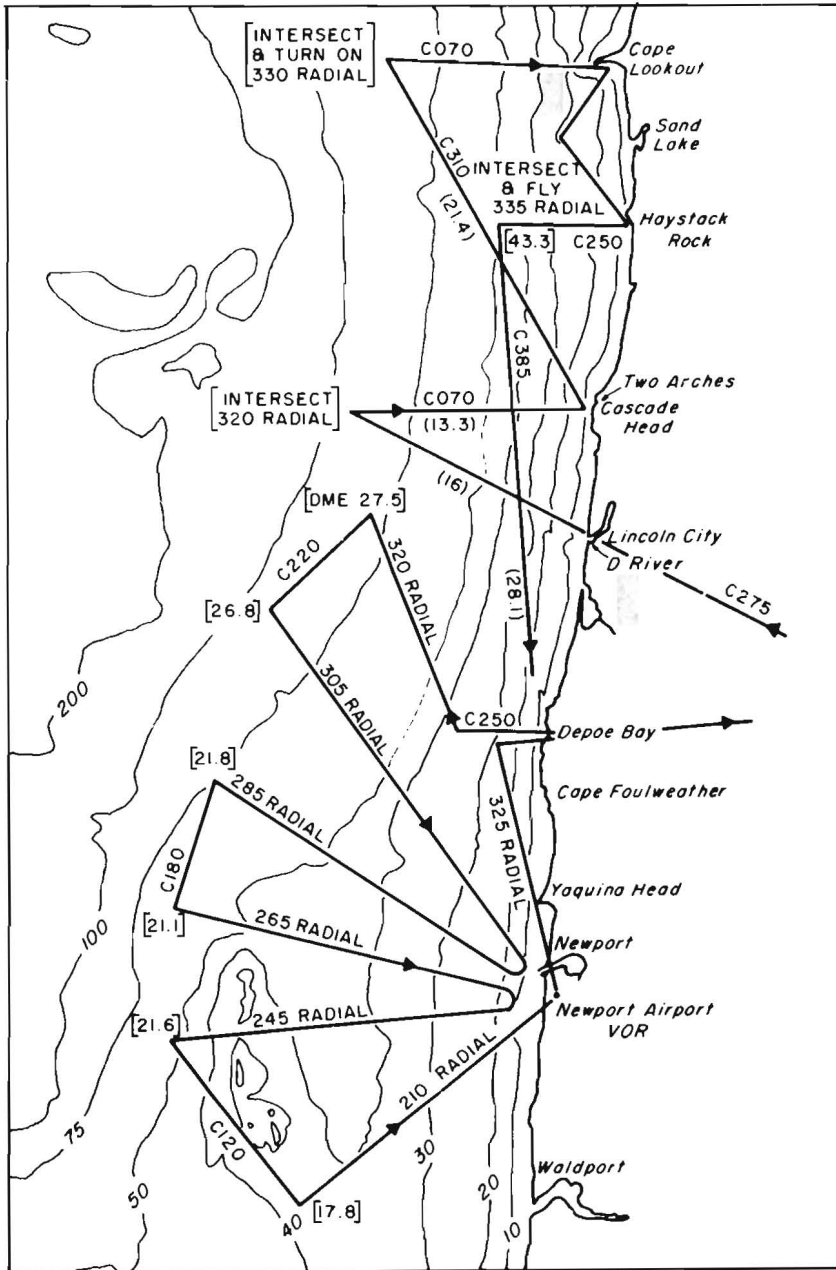 [INTERSECT
& TURN ON
330 RADIAL]
C070
Cape
Lookout
Sand
Lake
C310
(21.4)
INTERSECT
& FLY
335 RADIAL
[43.3]
C250
Haystack
Rock
C385
[INTERSECT
320 RADIAL]
C070
(13.3)
Two Arches
Cascade
Head
(16)
[DME 27.5]
Lincoln City
D River
C220
320 RADIAL
(28.1)
C275
[26.8]
305 RADIAL
200
C250
Depoe Bay
[21.8]
285 RADIAL
Cape Foulweather
325 RADIAL
C180
Yaquina Head
[21.1]
265 RADIAL
100
Newport
[21.6]
245 RADIAL
Newport Airport
VOR
210 RADIAL
C120
75
30
Waldport
50
20
40
[17.8]
10